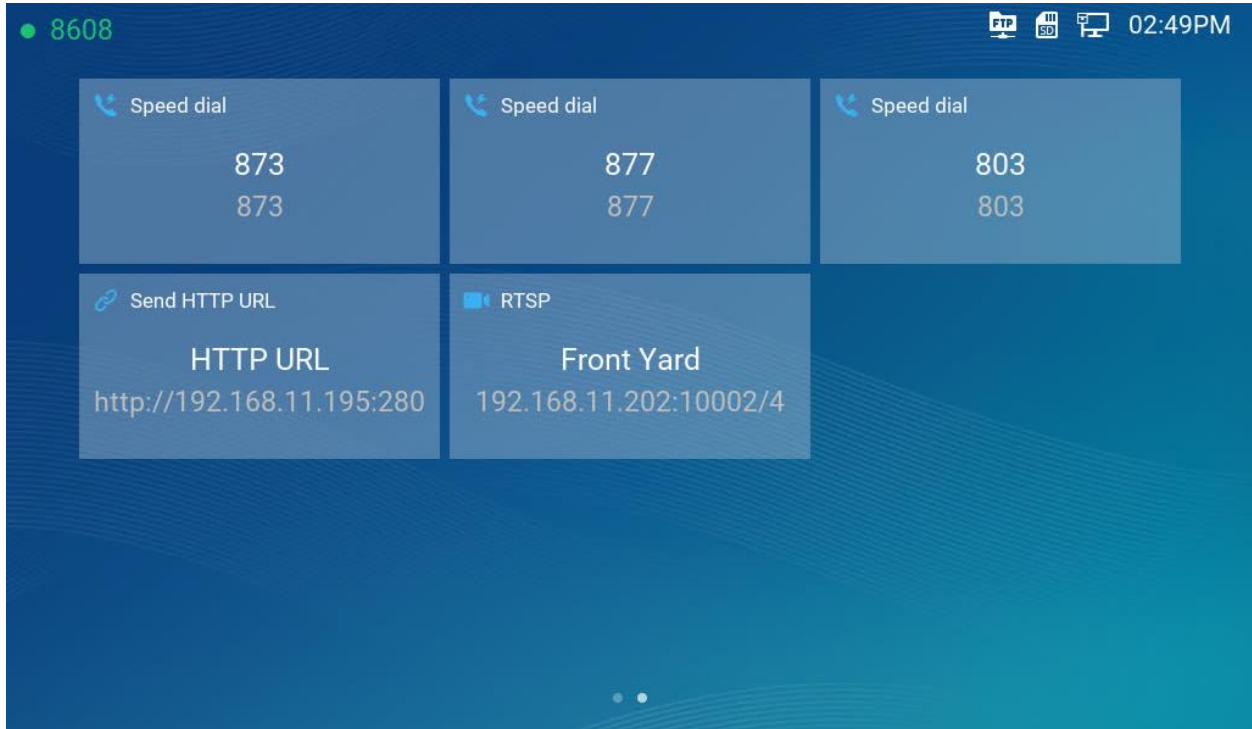 8608
FTP
SD
02:49PM
Speed dial
873
873
Speed dial
877
877
Speed dial
803
803
Send HTTP URL
HTTP URL
http://192.168.11.195:280
RTSP
Front Yard
192.168.11.202:10002/4